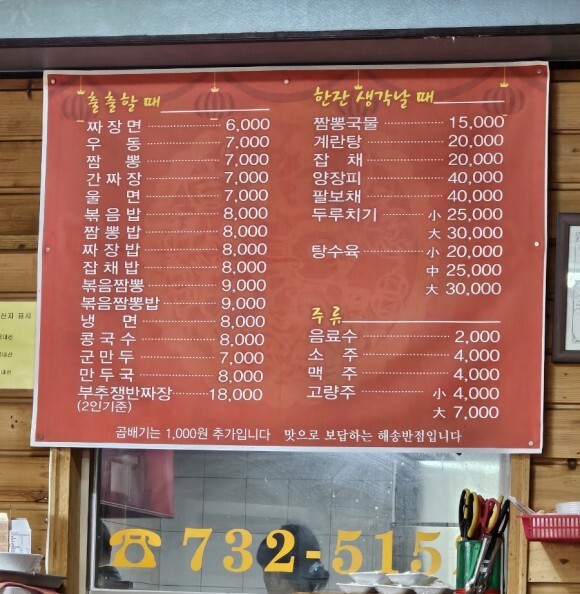 출출할 때
짜장면 6,000
우동 7,000
짬뽕 7,000
간짜장 7,000
울면 7,000
볶음밥 8,000
짬뽕밥 8,000
짜장밥 8,000
잡채밥 8,000
볶음짬뽕 9,000
볶음짬뽕밥 9,000
냉면 8,000
콩국수 8,000
군만두 7,000
만두국 8,000
부추쟁반짜장 18,000
(2인기준)
한잔 생각날 때
짬뽕국물 15,000
계란탕 20,000
잡채 20,000
양장피 40,000
팔보채 40,000
두루치기 小 25,000
大 30,000
탕수육 小 20,000
中 25,000
大 30,000
주류
음료수 2,000
소주 4,000
맥주 4,000
고량주 小 4,000
大 7,000
곱배기는 1,000원 추가입니다 맛으로 보답하는 해송반점입니다
산지 표시
☎ 732-515